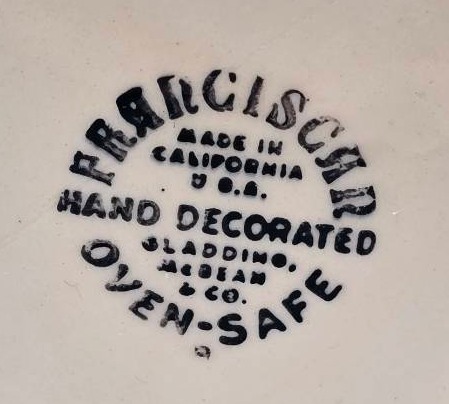 FRANCISCAN
MADE IN
CALIFORNIA
U.S.A.
HAND DECORATED
GLADDING,
McBEAN
& CO.
OVEN-SAFE